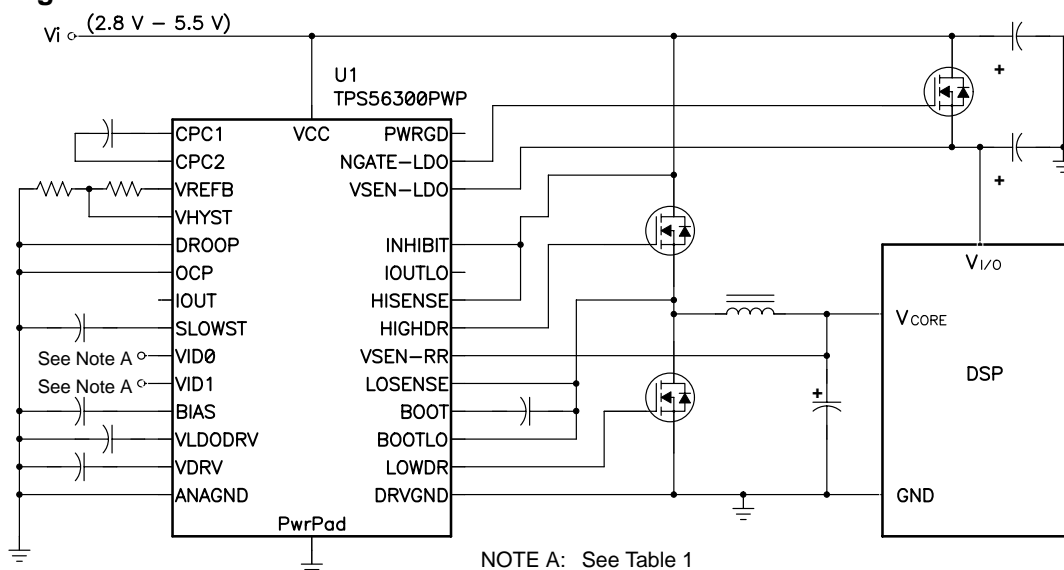 Vi (2.8 V – 5.5 V)
U1
TPS56300PWP
CPC1
CPC2
VREFB
VHYST
DROOP
OCP
IOUT
SLOWST
VID0
VID1
BIAS
VLDODRV
VDRV
ANAGND
VCC
PWRGD
NGATE–LDO
VSEN–LDO
INHIBIT
IOUTLO
HISENSE
HIGHDR
VSEN–RR
LOSENSE
BOOT
BOOTLO
LOWDR
DRVGND
PwrPad
See Note A
See Note A
+
+
+
VI/O
VCORE
DSP
GND
NOTE A: See Table 1